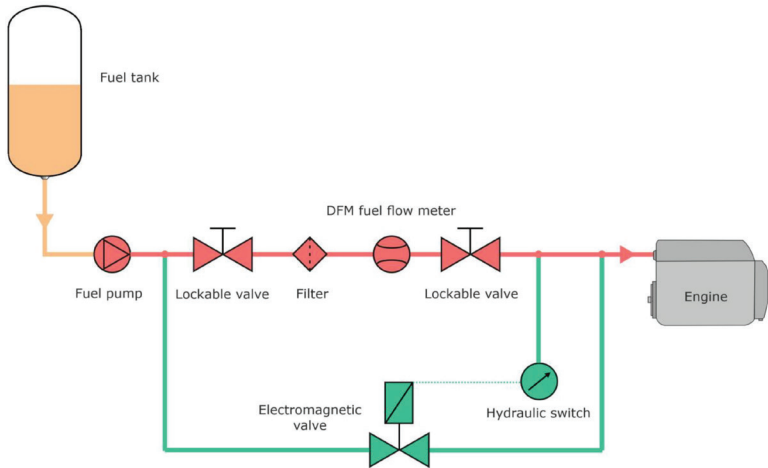 Fuel tank
DFM fuel flow meter
Fuel pump
Lockable valve
Filter
Lockable valve
Engine
Electromagnetic
valve
Hydraulic switch